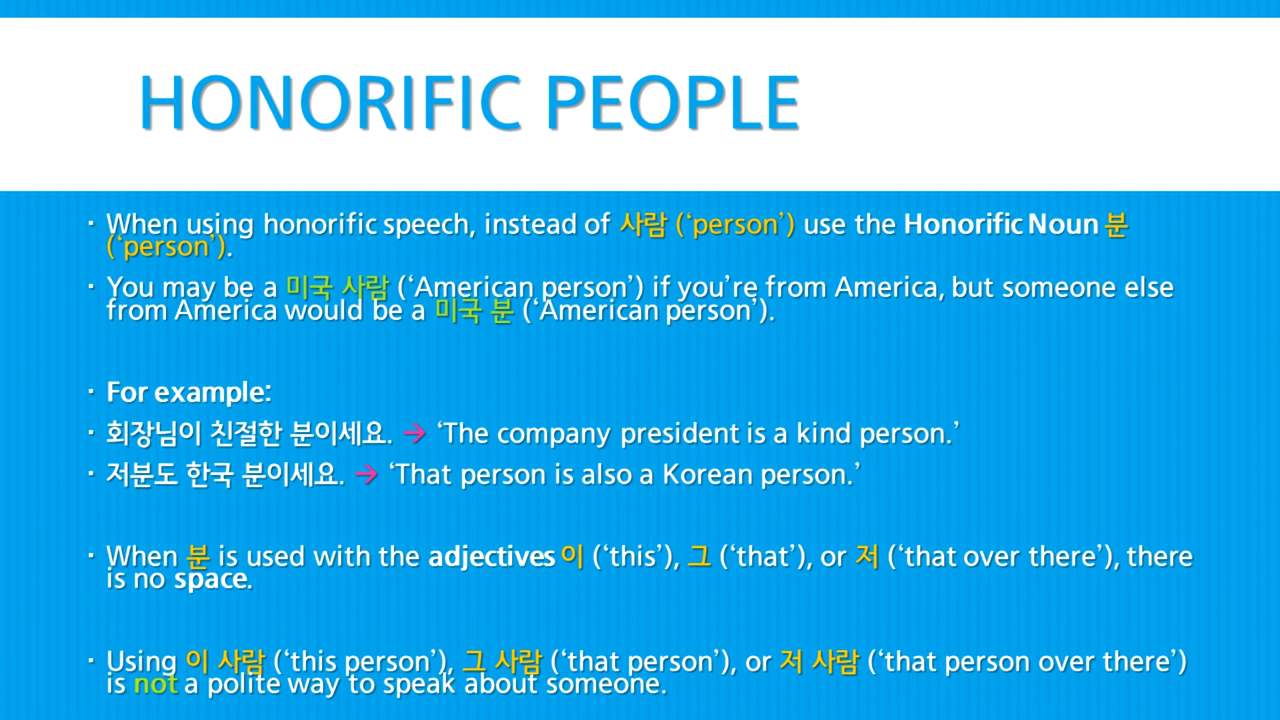 HONORIFIC PEOPLE
· When using honorific speech, instead of 사람 (‘person’) use the Honorific Noun 분
(‘person’).
· You may be a 미국 사람 (‘American person’) if you’re from America, but someone else
from America would be a 미국 분 (‘American person’).
· For example:
· 회장님이 친절한 분이세요. → ‘The company president is a kind person.’
· 저분도 한국 분이세요. → ‘That person is also a Korean person.’
· When 분 is used with the adjectives 이 (‘this’), 그 (‘that’), or 저 (‘that over there’), there
is no space.
· Using 이 사람 (‘this person’), 그 사람 (‘that person’), or 저 사람 (‘that person over there’)
is not a polite way to speak about someone.